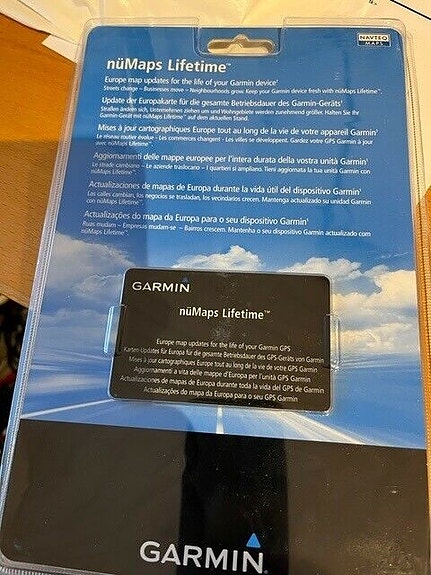 NAVTEQ
MAPS
nüMaps Lifetime™
Europe map updates for the life of your Garmin device¹
Streets change – Businesses move – Neighbourhoods grow. Keep your Garmin device fresh with nüMaps Lifetime™.
Update der Europakarte für die gesamte Betriebsdauer des Garmin-Geräts¹
Straßen ändern sich, Unternehmen ziehen um und Wohngebiete werden zunehmend größer. Halten Sie Ihr
Garmin-Gerät mit nüMaps Lifetime™ auf dem aktuellen Stand.
Mises à jour cartographiques Europe tout au long de la vie de votre appareil Garmin¹
Le réseau routier évolue - Les commerces changent - Les villes se développent. Gardez votre GPS Garmin à jour
avec nüMaps Lifetime™.
Aggiornamenti delle mappe europee per l'intera durata della vostra unità Garmin¹
Le strade cambiano – Le aziende traslocano – I quartieri si ampliano. Tieni aggiornata la tua unità Garmin con
nüMaps Lifetime™.
Actualizaciones de mapas de Europa durante la vida útil del dispositivo Garmin¹
Las calles cambian, los negocios se trasladan, los vecindarios crecen. Mantenga actualizado su unidad Garmin
con nüMaps Lifetime™.
Actualizações do mapa da Europa para o seu dispositivo Garmin¹
Ruas mudam – Empresas mudam-se – Bairros crescem. Mantenha o seu dispositivo Garmin actualizado com
nüMaps Lifetime™.
GARMIN
nüMaps Lifetime™
Europe map updates for the life of your Garmin GPS
Karten-Updates für Europa für die gesamte Betriebsdauer des GPS-Geräts von Garmin
Mises à jour cartographiques Europe tout au long de la vie de votre GPS Garmin
Aggiornamenti a vita delle mappe d'Europa per l'unità GPS Garmin
Actualizaciones de mapas de Europa durante toda la vida del GPS de Garmin
Actualizações do mapa da Europa para o seu GPS Garmin
GARMIN